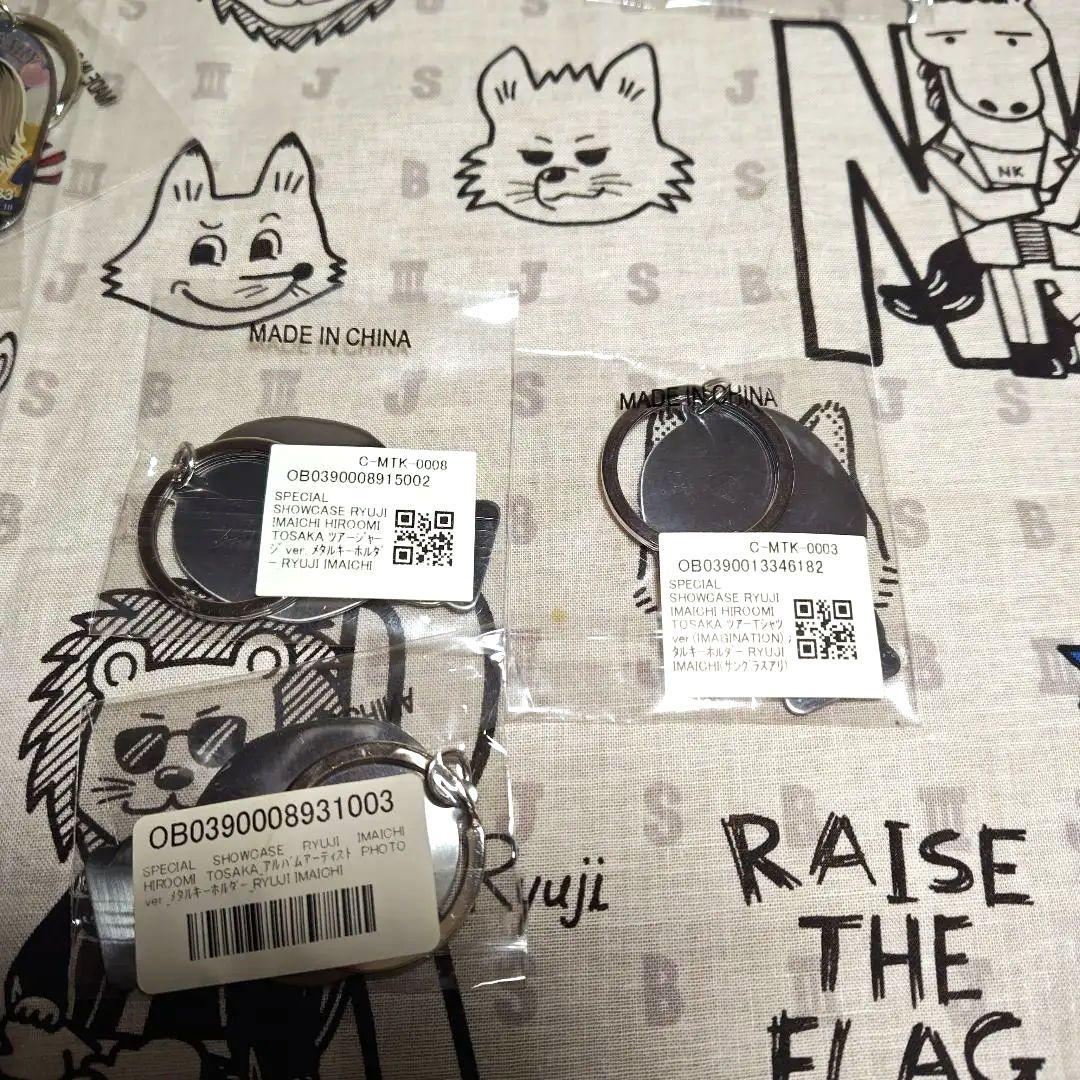 NK
MADE IN CHINA
C-MTK-0008
OB0390008915002
SPECIAL
SHOWCASE RYUJI
IMAICHI HIROOMI
TOSAKA ツアージャー
ジ ver. メタルキーホルダ
- RYUJI IMAICHI
MADE IN CHINA
C-MTK-0003
OB0390013346182
SPECIAL
SHOWCASE RYUJI
IMAICHI HIROOMI
TOSAKA ツアーTシャツ
ver.(IMAGINATION)
タルキーホルダー RYUJI
IMAICHI(サングラスアリ)
CHINA
OB0390008931003
SPECIAL SHOWCASE RYUJI IMAICHI
HIROOMI TOSAKA_アルバムアーティスト PHOTO
ver_メタルキーホルダー_RYUJI IMAICHI
Ryuji
RAISE
THE
FLAG
J S B III